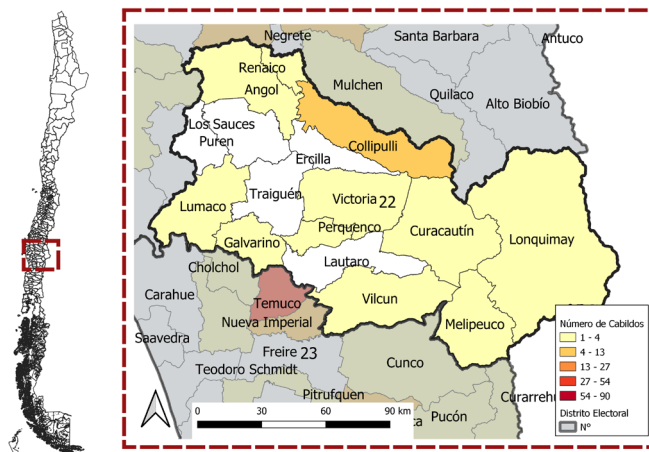 Negrete
Santa Barbara
Antuco
Renaico
Angol
Mulchen
Quilaco
Alto Biobío
Los Sauces
Puren
Collipulli
Ercilla
Traiguén
Victoria 22
Lumaco
Perquenco
Curacautín
Lonquimay
Galvarino
Lautaro
Cholchol
Carahue
Temuco
Vilcun
Nueva Imperial
Melipeuco
Saavedra
Freire 23
Teodoro Schmidt
Cunco
Pitrufquen
Curarrehu
Pucón
0 30 60 90 km
Número de Cabildos
1 - 4
4 - 13
13 - 27
27 - 54
54 - 90
Distrito Electoral
N°